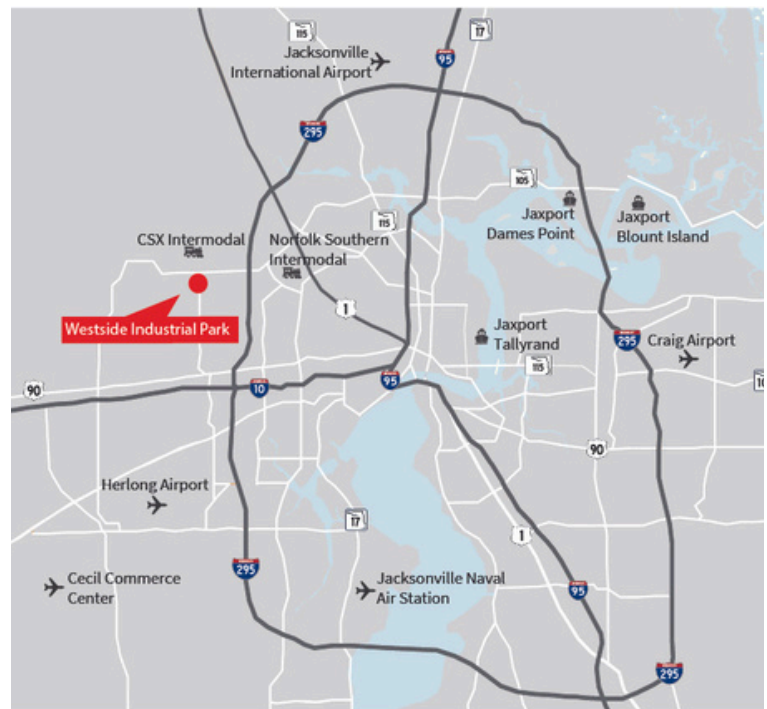 115
17
Jacksonville
International Airport
95
295
105
Jaxport
Dames Point
Jaxport
Blount Island
115
CSX Intermodal
Norfolk Southern
Intermodal
Westside Industrial Park
1
Jaxport
Tallyrand
295
Craig Airport
115
90
10
95
10
90
Herlong Airport
17
1
295
Cecil Commerce
Center
Jacksonville Naval
Air Station
95
295